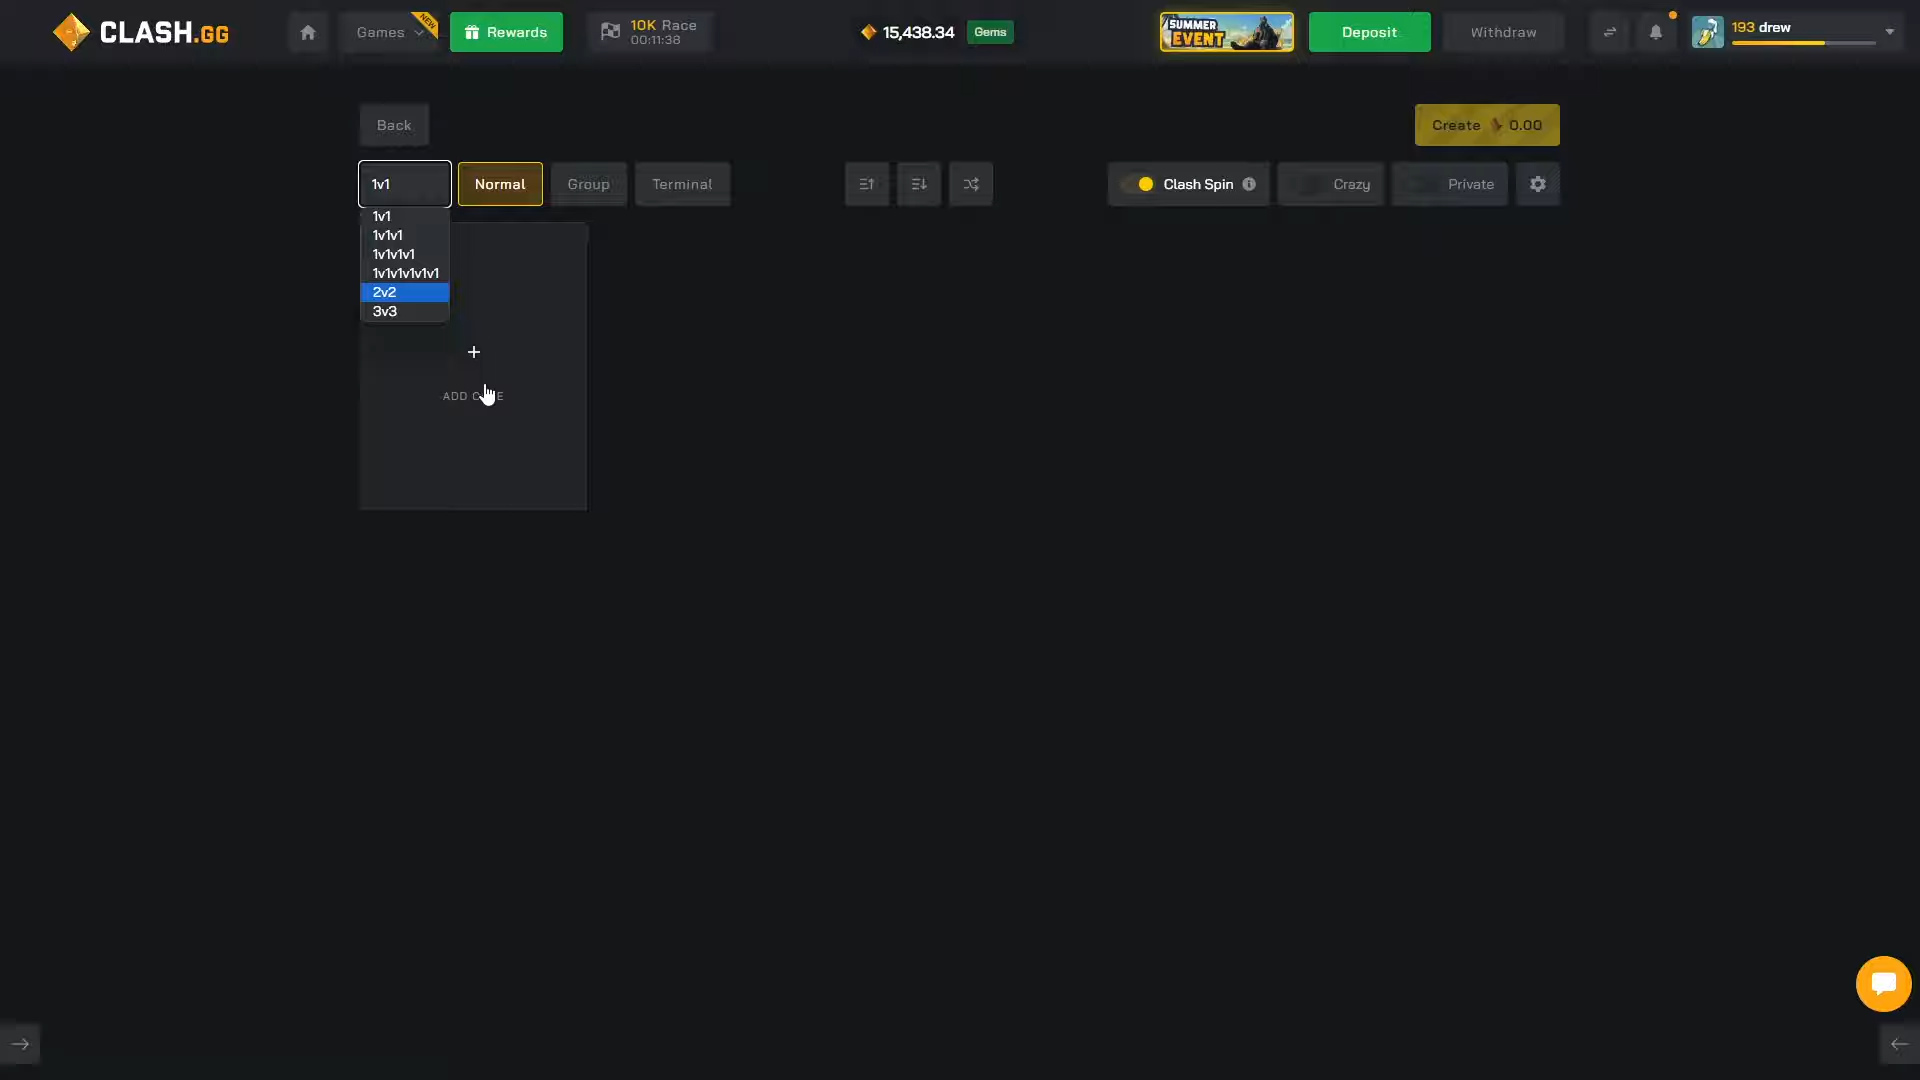 CLASH.GG
Games
NEW
Rewards
10K Race
00:11:38
15,438.34
Gems
SUMMER
EVENT
Deposit
Withdraw
193 drew
Back
Create 0.00
1v1
Normal
Group
Terminal
Clash Spin
Crazy
Private
1v1
1v1v1
1v1v1v1
1v1v1v1v1v1
2v2
3v3
ADD